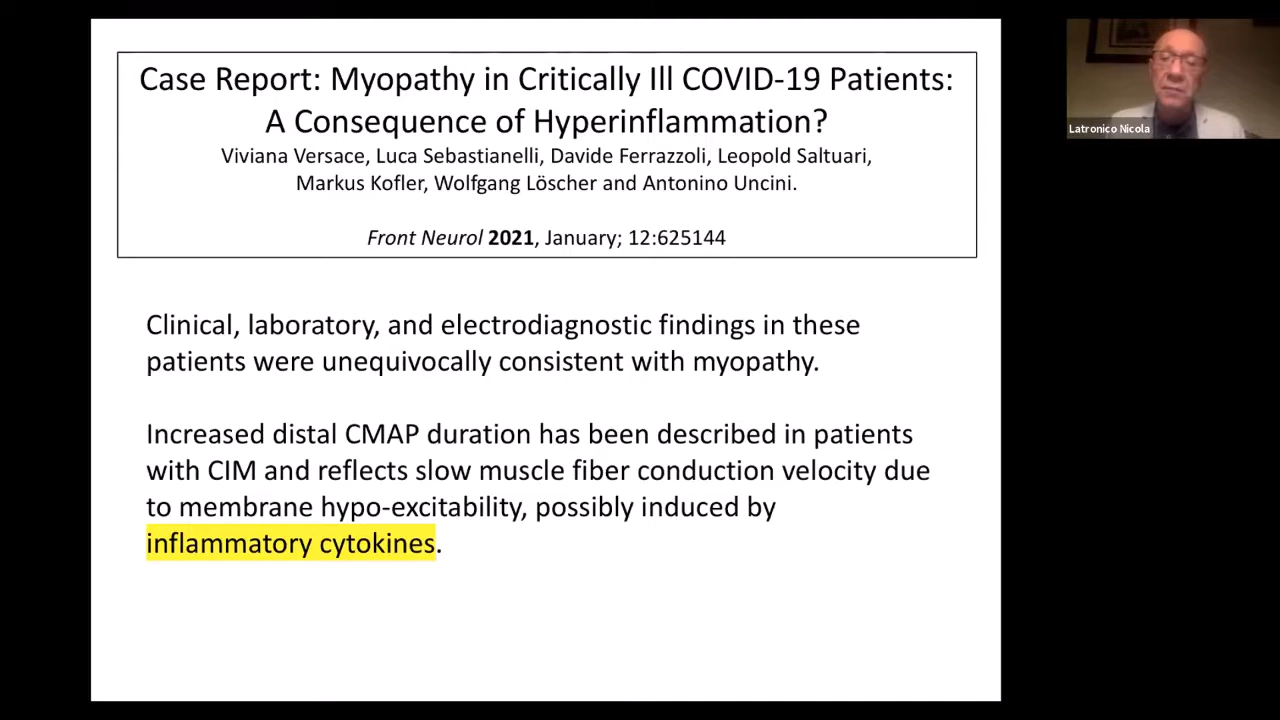 Case Report: Myopathy in Critically Ill COVID-19 Patients:
A Consequence of Hyperinflammation?
Viviana Versace, Luca Sebastianelli, Davide Ferrazzoli, Leopold Saltuari,
Markus Kofler, Wolfgang Löscher and Antonino Uncini.
Front Neurol 2021, January; 12:625144
Clinical, laboratory, and electrodiagnostic findings in these
patients were unequivocally consistent with myopathy.
Increased distal CMAP duration has been described in patients
with CIM and reflects slow muscle fiber conduction velocity due
to membrane hypo-excitability, possibly induced by
inflammatory cytokines.
Latronico Nicola